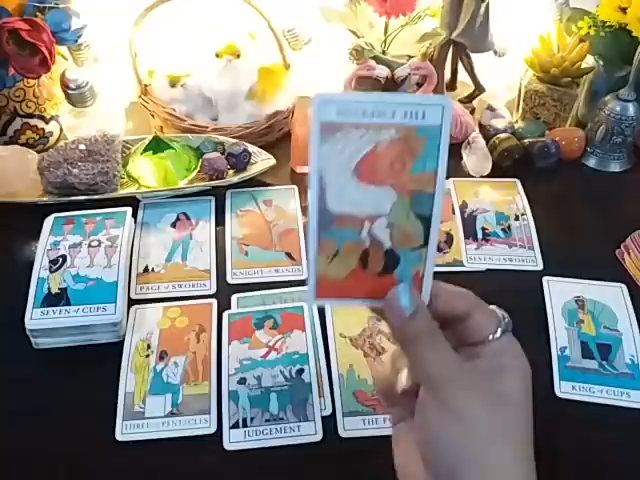 SEVEN of CUPS
PAGE of SWORDS
KNIGHT of WANDS
SEVEN of SWORDS
THREE of PENTACLES
JUDGEMENT
THE
KING of CUPS